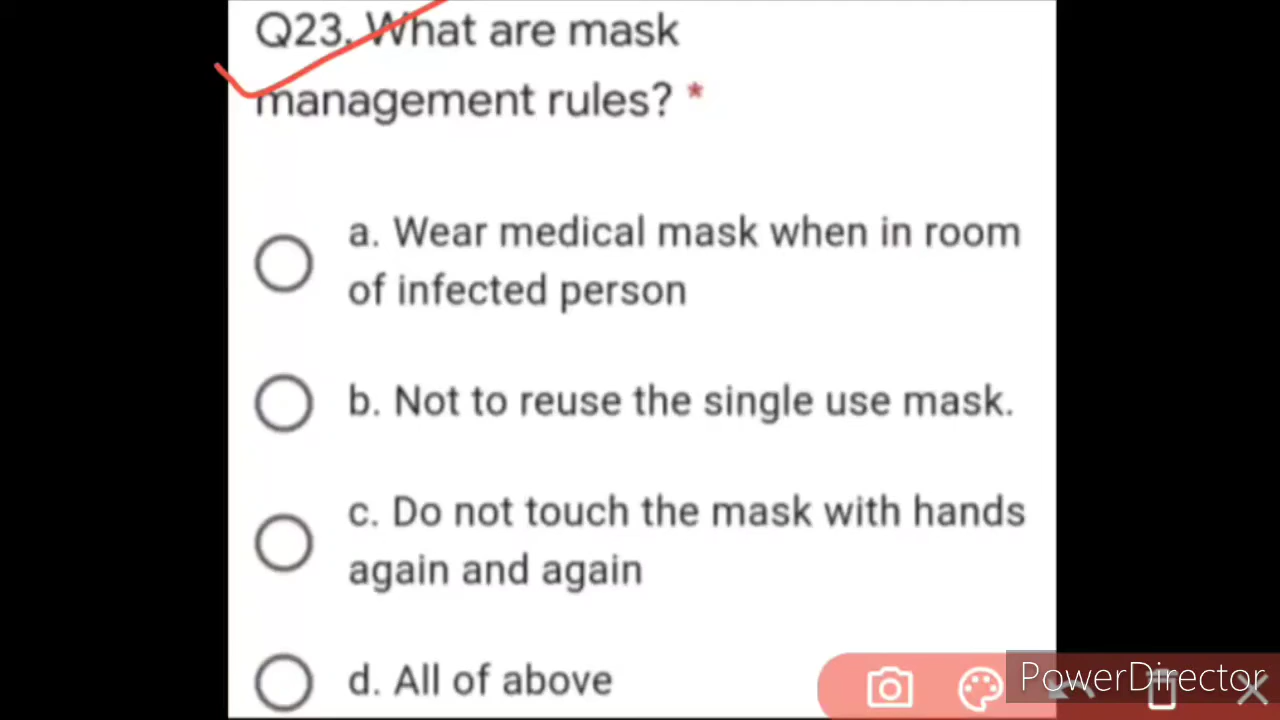 Q23. What are mask
management rules? *
a. Wear medical mask when in room
of infected person
b. Not to reuse the single use mask.
c. Do not touch the mask with hands
again and again
d. All of above
PowerDirector